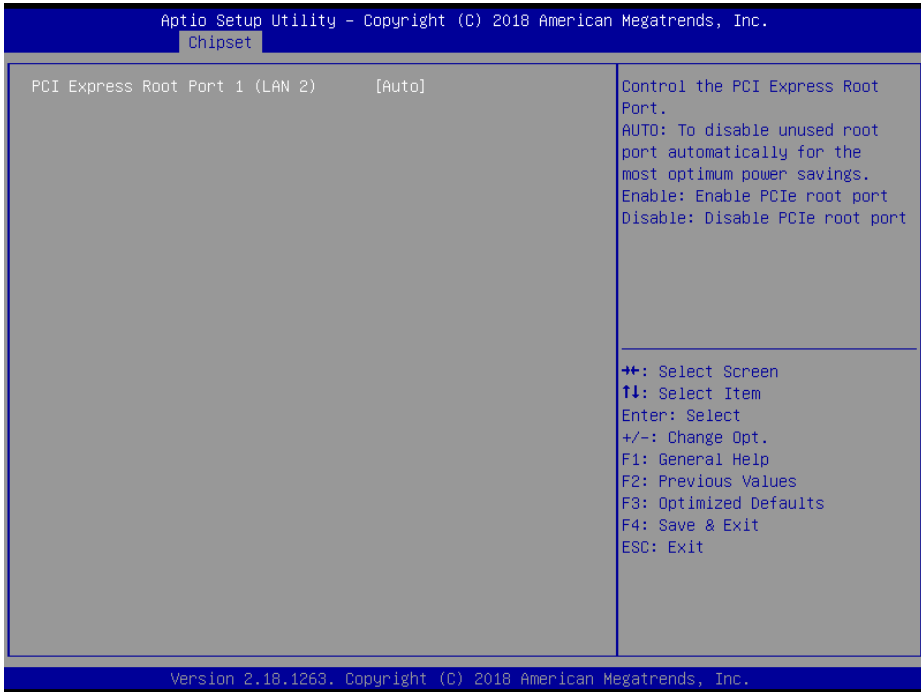 Aptio Setup Utility – Copyright (C) 2018 American Megatrends, Inc.
Chipset
PCI Express Root Port 1 (LAN 2) [Auto]
Control the PCI Express Root
Port.
AUTO: To disable unused root
port automatically for the
most optimum power savings.
Enable: Enable PCIe root port
Disable: Disable PCIe root port
→←: Select Screen
↑↓: Select Item
Enter: Select
+/-: Change Opt.
F1: General Help
F2: Previous Values
F3: Optimized Defaults
F4: Save & Exit
ESC: Exit
Version 2.18.1263. Copyright (C) 2018 American Megatrends, Inc.